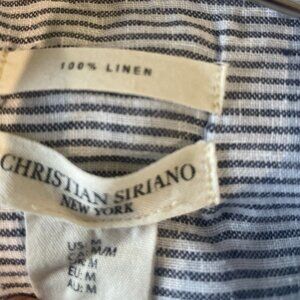 100% LINEN
CHRISTIAN SIRIANO
NEW YORK
US: M
CA: M/M
EU: M
AU: M